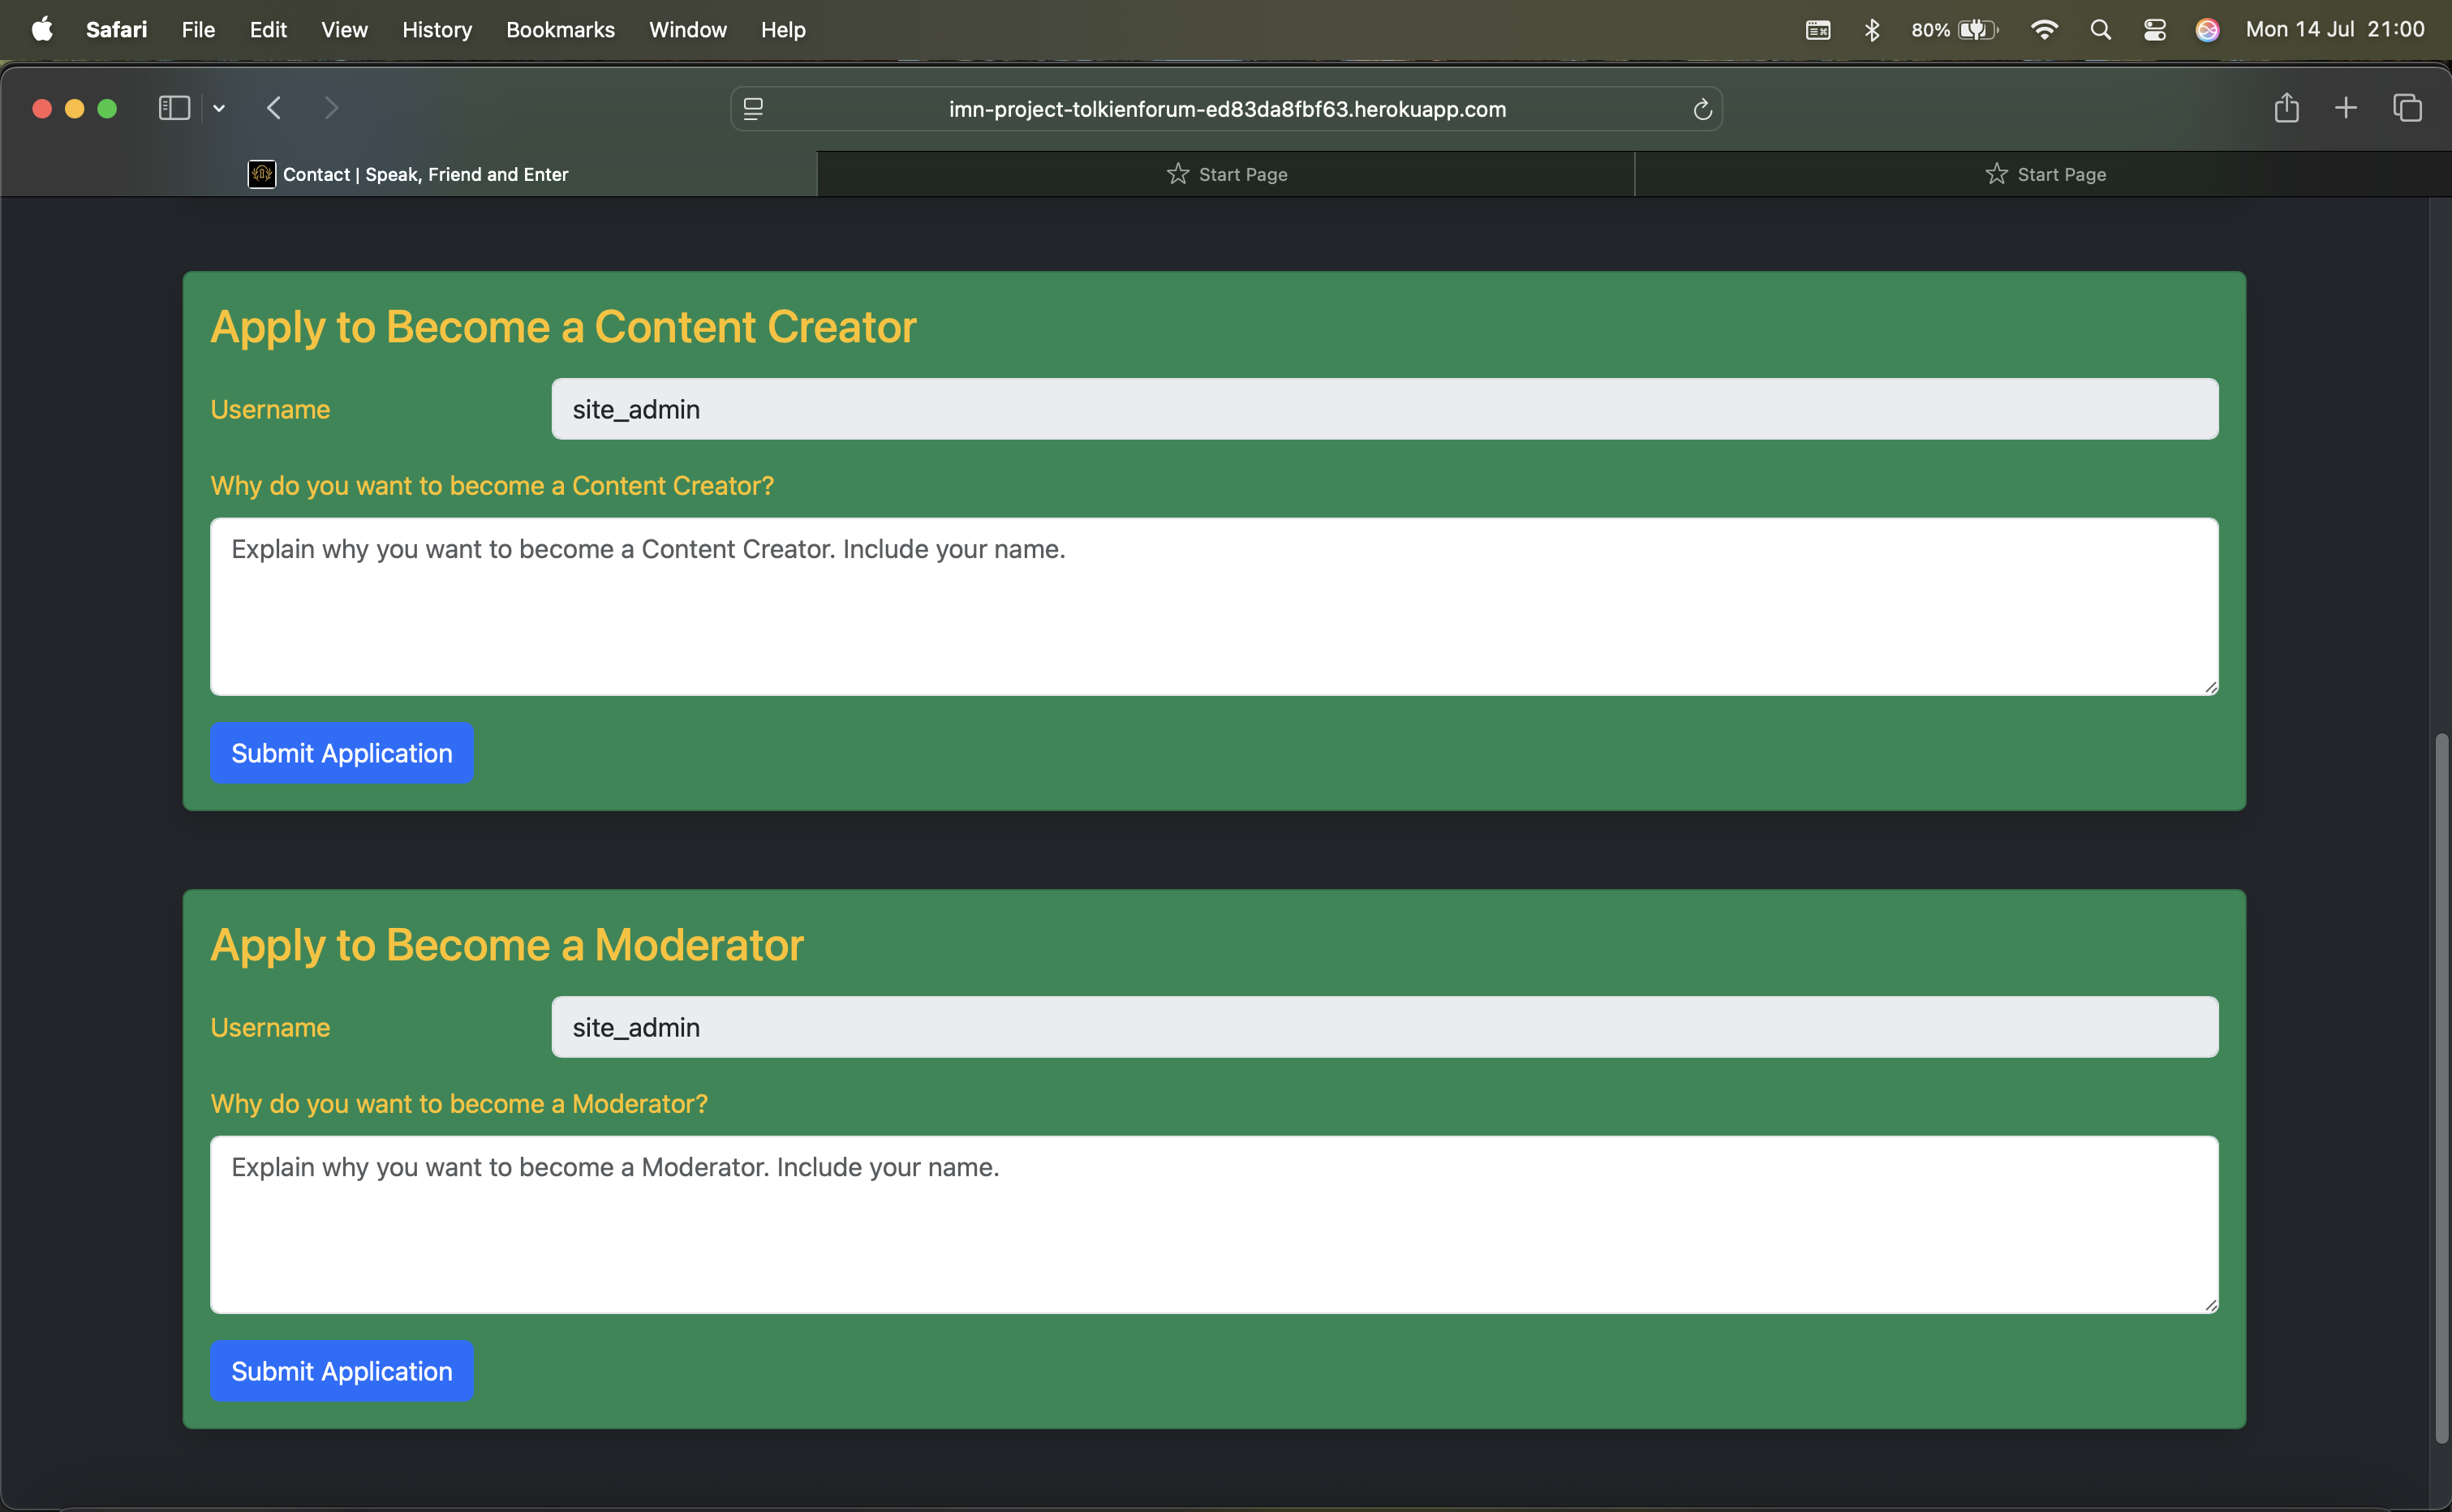 Safari File Edit View History Bookmarks Window Help 80% Mon 14 Jul 21:00
imn-project-tolkienforum-ed83da8fbf63.herokuapp.com
Contact | Speak, Friend and Enter Start Page Start Page
Apply to Become a Content Creator
Username site_admin
Why do you want to become a Content Creator?
Explain why you want to become a Content Creator. Include your name.
Submit Application
Apply to Become a Moderator
Username site_admin
Why do you want to become a Moderator?
Explain why you want to become a Moderator. Include your name.
Submit Application